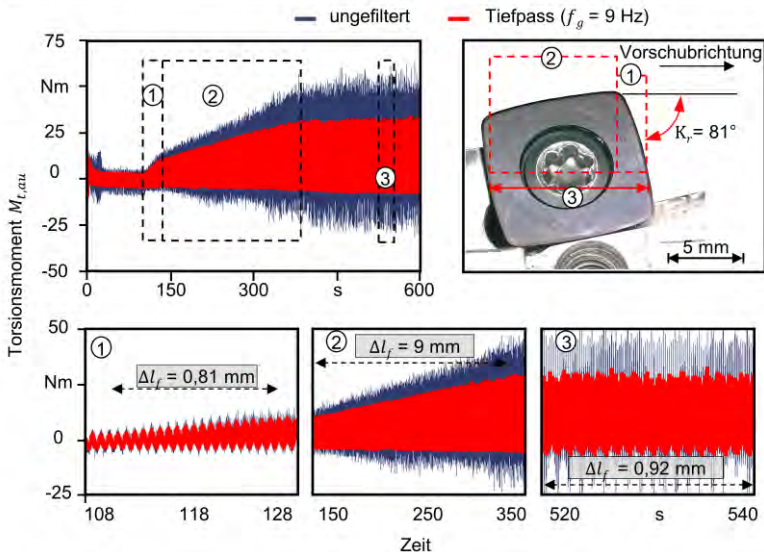 ungefiltert
Tiefpass (f_g = 9 Hz)
75
Nm
25
0
-25
-50
0
150
300
s
600
1
2
3
Torsionsmoment M_t,au
Vorschubrichtung
2
1
K_r = 81°
3
5 mm
50
Nm
0
-25
1
Δl_f = 0,81 mm
108
118
128
2
Δl_f = 9 mm
150
250
350
3
Δl_f = 0,92 mm
520
s
540
Zeit